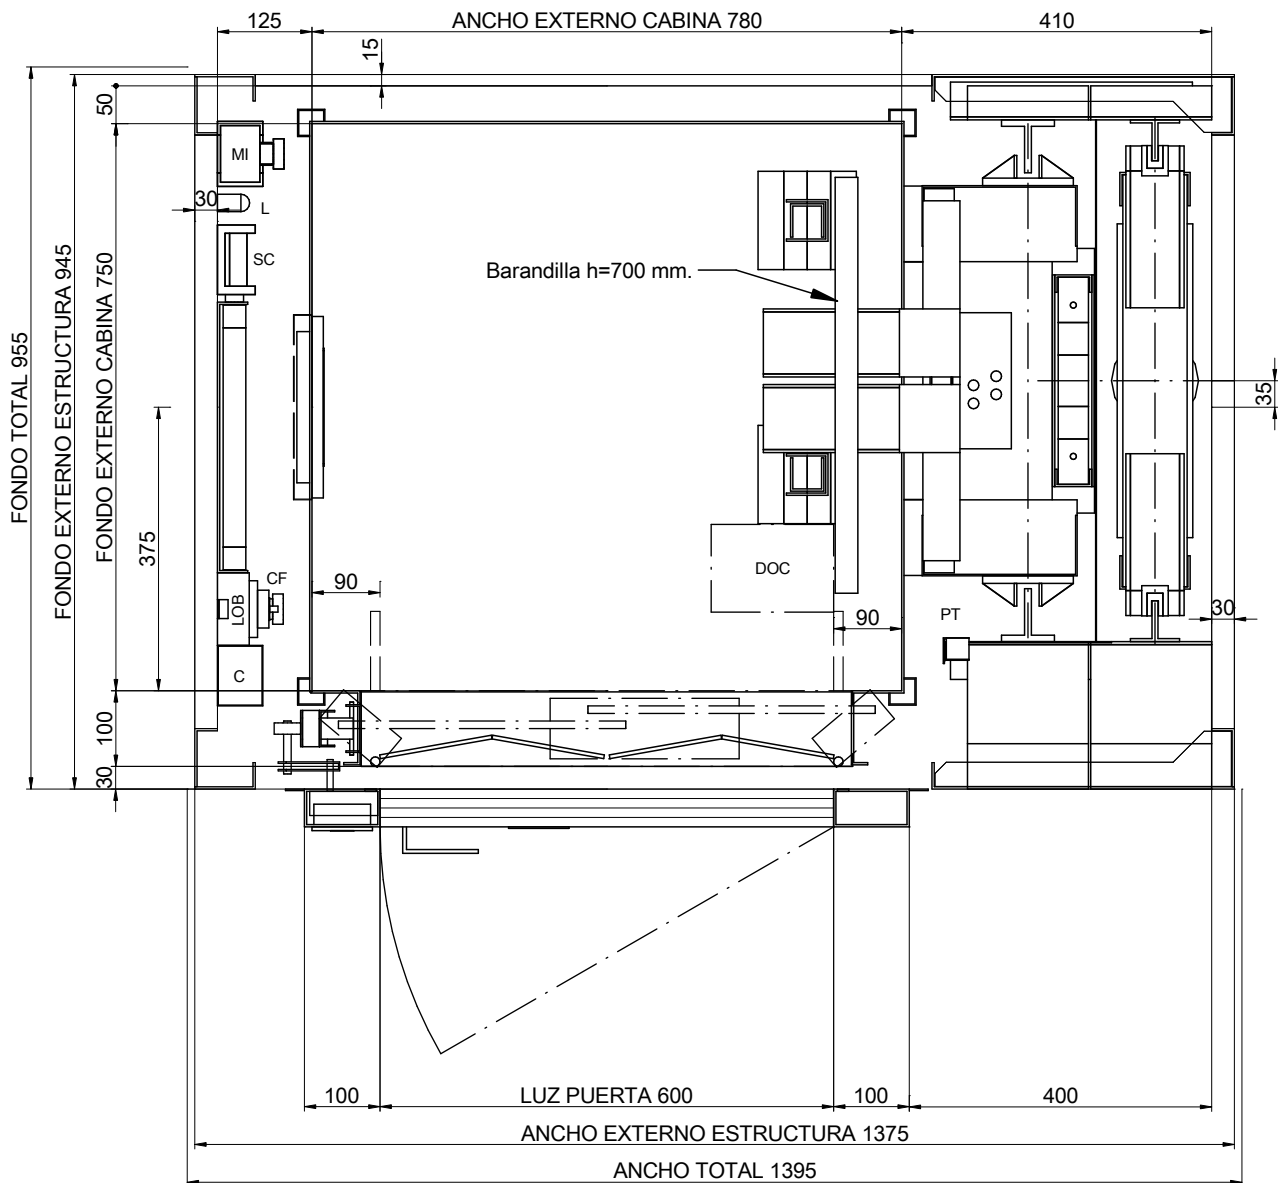 125
ANCHO EXTERNO CABINA 780
410
15
50
MI
30
L
SC
Barandilla h=700 mm.
FONDO TOTAL 955
FONDO EXTERNO ESTRUCTURA 945
FONDO EXTERNO CABINA 750
375
35
CF
LOB
C
90
DOC
90
PT
30
100
30
100
LUZ PUERTA 600
100
400
ANCHO EXTERNO ESTRUCTURA 1375
ANCHO TOTAL 1395